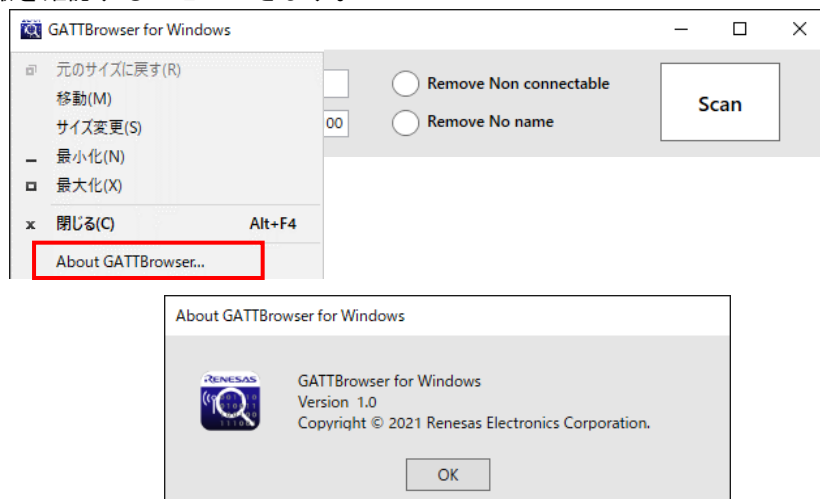 GATTBrowser for Windows
元のサイズに戻す(R)
移動(M)
サイズ変更(S)
最小化(N)
最大化(X)
閉じる(C) Alt+F4
About GATTBrowser...
00
Remove Non connectable
Remove No name
Scan
About GATTBrowser for Windows
RENESAS
GATTBrowser for Windows
Version 1.0
Copyright © 2021 Renesas Electronics Corporation.
OK